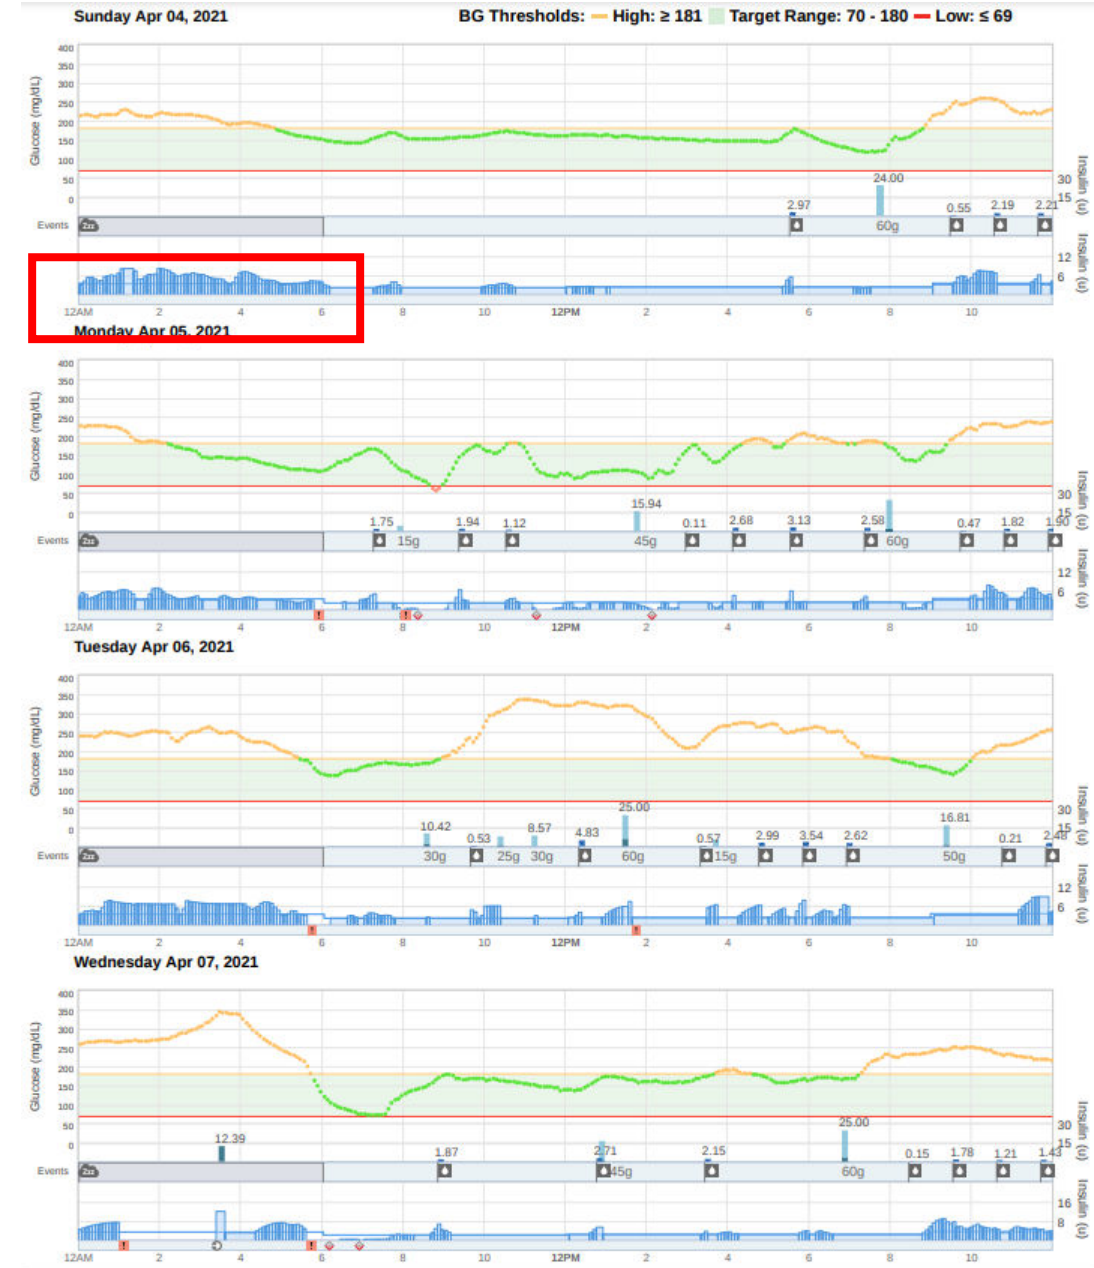 Sunday Apr 04, 2021 BG Thresholds: High: ≥ 181 Target Range: 70 - 180 Low: ≤ 69
Glucose (mg/dL)
400
350
300
250
200
150
100
50
0
30
15
Insulin (u)
2.97 24.00 0.55 2.19 2.21
Events Zzz 60g
12
6
Insulin (u)
12AM 2 4 6 8 10 12PM 2 4 6 8 10
Monday Apr 05, 2021
Glucose (mg/dL)
400
350
300
250
200
150
100
50
0
30
15
Insulin (u)
1.75 1.94 1.12 15.94 0.11 2.68 3.13 2.58 0.47 1.82 1.90
Events Zzz 15g 45g 60g
12
6
Insulin (u)
! !
12AM 2 4 6 8 10 12PM 2 4 6 8 10
Tuesday Apr 06, 2021
Glucose (mg/dL)
400
350
300
250
200
150
100
50
0
30
15
Insulin (u)
10.42 0.53 8.57 4.83 25.00 0.57 2.99 3.54 2.62 16.81 0.21 2.48
Events Zzz 30g 25g 30g 60g 15g 50g
12
6
Insulin (u)
! !
12AM 2 4 6 8 10 12PM 2 4 6 8 10
Wednesday Apr 07, 2021
Glucose (mg/dL)
400
350
300
250
200
150
100
50
0
30
15
Insulin (u)
12.39 1.87 2.71 2.15 25.00 0.15 1.78 1.21 1.43
Events Zzz 45g 60g
16
8
Insulin (u)
! !
12AM 2 4 6 8 10 12PM 2 4 6 8 10